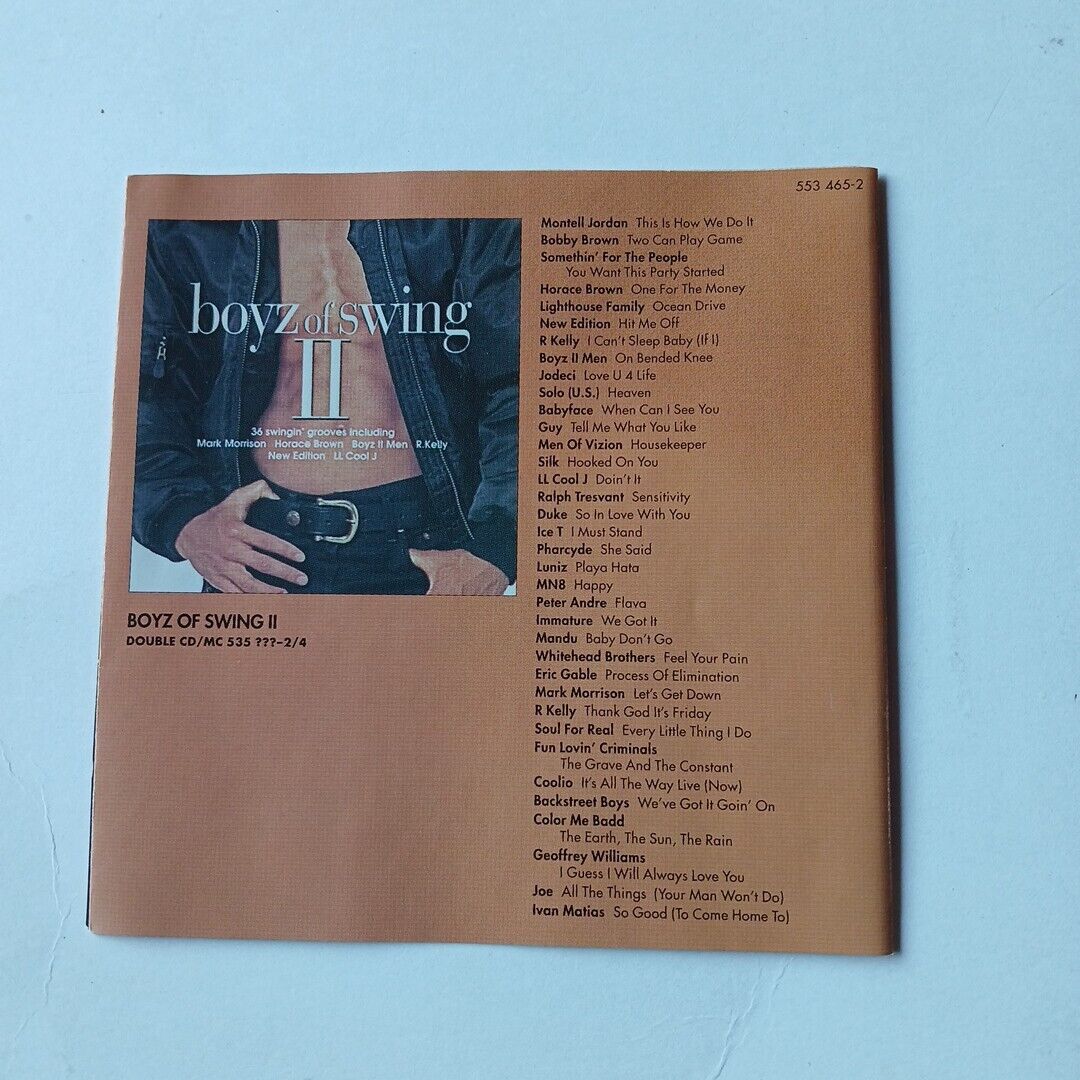 553 465-2
boyz of swing
II
36 swingin' grooves including
Mark Morrison Horace Brown Boyz II Men R.Kelly
New Edition LL Cool J
BOYZ OF SWING II
DOUBLE CD/MC 535 ???-2/4
Montell Jordan This Is How We Do It
Bobby Brown Two Can Play Game
Somethin' For The People
You Want This Party Started
Horace Brown One For The Money
Lighthouse Family Ocean Drive
New Edition Hit Me Off
R Kelly I Can't Sleep Baby (If I)
Boyz II Men On Bended Knee
Jodeci Love U 4 Life
Solo (U.S.) Heaven
Babyface When Can I See You
Guy Tell Me What You Like
Men Of Vizion Housekeeper
Silk Hooked On You
LL Cool J Doin't It
Ralph Tresvant Sensitivity
Duke So In Love With You
Ice T I Must Stand
Pharcyde She Said
Luniz Playa Hata
MN8 Happy
Peter Andre Flava
Immature We Got It
Mandu Baby Don't Go
Whitehead Brothers Feel Your Pain
Eric Gable Process Of Elimination
Mark Morrison Let's Get Down
R Kelly Thank God It's Friday
Soul For Real Every Little Thing I Do
Fun Lovin' Criminals
The Grave And The Constant
Coolio It's All The Way Live (Now)
Backstreet Boys We've Got It Goin' On
Color Me Badd
The Earth, The Sun, The Rain
Geoffrey Williams
I Guess I Will Always Love You
Joe All The Things (Your Man Won't Do)
Ivan Matias So Good (To Come Home To)